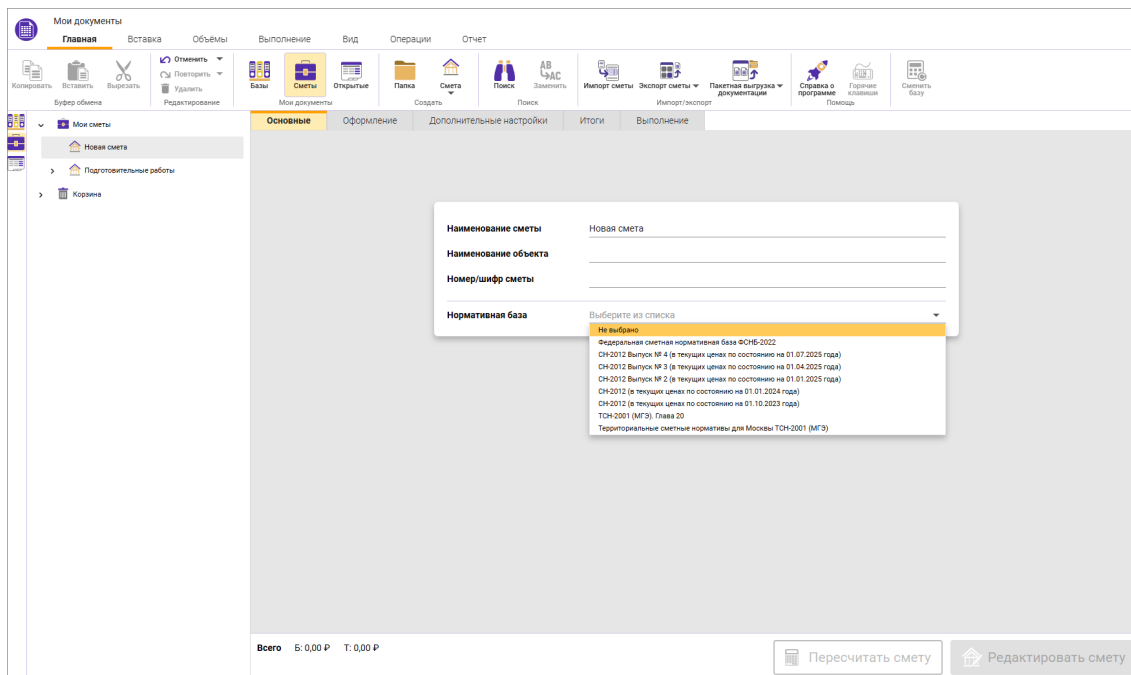 Мои документы
Главная Вставка Объёмы Выполнение Вид Операции Отчет
Копировать Вставить Вырезать
Отменить
Повторить
Удалить
Буфер обмена Редактирование
Базы Сметы Открытые
Мои документы
Папка Смета
Создать
Поиск AB AC Заменить
Поиск
Импорт сметы Экспорт сметы Пакетная выгрузка документации
Импорт/экспорт
Справка о программе Горячие клавиши
Помощь
Сменить базу
Мои сметы
Новая смета
Подготовительные работы
Корзина
Основные Оформление Дополнительные настройки Итоги Выполнение
Наименование сметы Новая смета
Наименование объекта
Номер/шифр сметы
Нормативная база Выберите из списка
Не выбрано
Федеральная сметная нормативная база ФСНБ-2022
СН-2012 Выпуск № 4 (в текущих ценах по состоянию на 01.07.2025 года)
СН-2012 Выпуск № 3 (в текущих ценах по состоянию на 01.04.2025 года)
СН-2012 Выпуск № 2 (в текущих ценах по состоянию на 01.01.2025 года)
СН-2012 (в текущих ценах по состоянию на 01.01.2024 года)
СН-2012 (в текущих ценах по состоянию на 01.10.2023 года)
ТСН-2001 (МГЭ). Глава 20
Территориальные сметные нормативы для Москвы ТСН-2001 (МГЭ)
Всего Б: 0,00 ₽ Т: 0,00 ₽
Пересчитать смету Редактировать смету